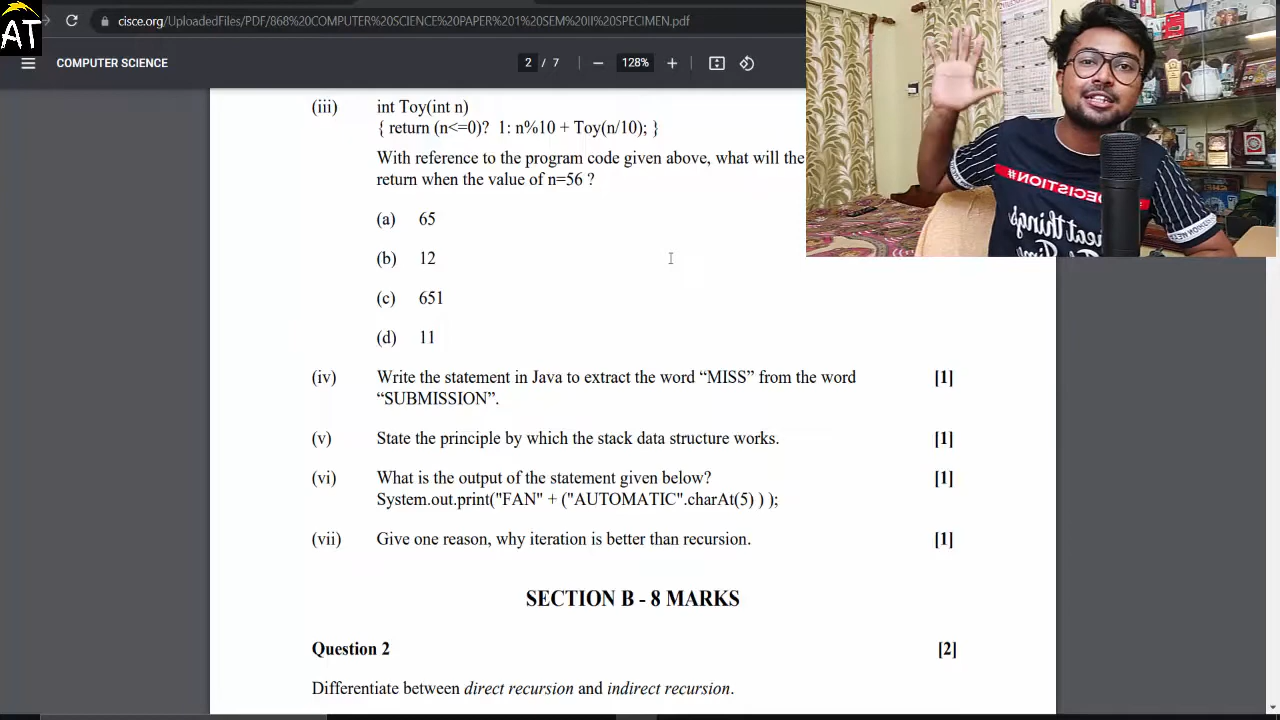 AT
cisce.org/UploadedFiles/PDF/868%20COMPUTER%20SCIENCE%20PAPER%201%20SEM%20II%20SPECIMEN.pdf
COMPUTER SCIENCE
2 / 7
128%
(iii) int Toy(int n)
{ return (n<=0)? 1: n%10 + Toy(n/10); }
With reference to the program code given above, what will the
return when the value of n=56 ?
(a) 65
(b) 12
(c) 651
(d) 11
(iv) Write the statement in Java to extract the word “MISS” from the word [1]
“SUBMISSION”.
(v) State the principle by which the stack data structure works. [1]
(vi) What is the output of the statement given below? [1]
System.out.print("FAN" + ("AUTOMATIC".charAt(5) ) );
(vii) Give one reason, why iteration is better than recursion. [1]
SECTION B - 8 MARKS
Question 2 [2]
Differentiate between direct recursion and indirect recursion.
#DECISTION